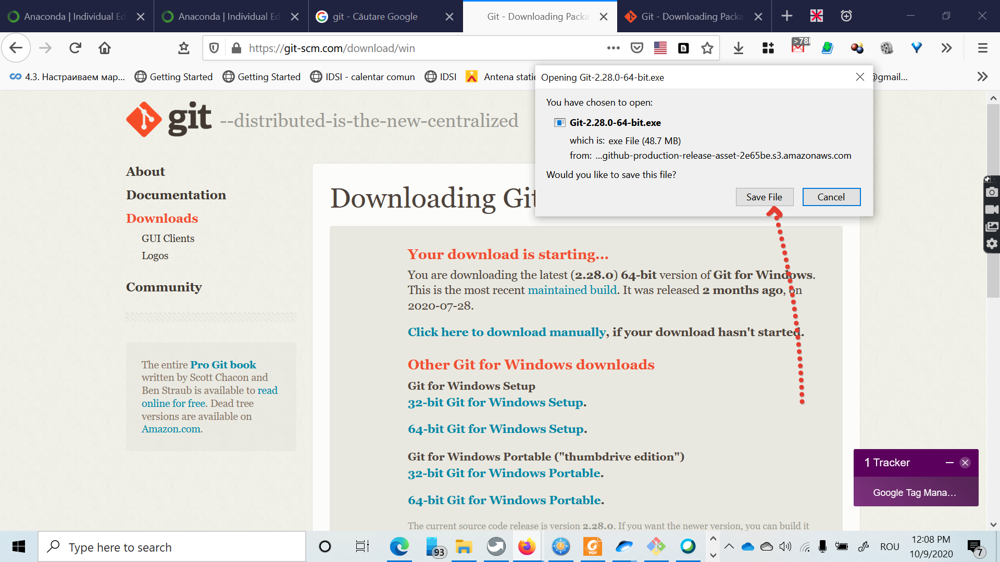 Anaconda | Individual Ed
Anaconda | Individual Ed
git - Căutare Google
Git - Downloading Packa
Git - Downloading Packa
https://git-scm.com/download/win
>78
4.3. Настраиваем мар...
Getting Started
Getting Started
IDSI - calentar comun
IDSI
Antena
@gmail...
Opening Git-2.28.0-64-bit.exe
You have chosen to open:
Git-2.28.0-64-bit.exe
which is: exe File (48.7 MB)
from: ...github-production-release-asset-2e65be.s3.amazonaws.com
Would you like to save this file?
Save File
Cancel
git --distributed-is-the-new-centralized
About
Documentation
Downloads
GUI Clients
Logos
Community
The entire Pro Git book
written by Scott Chacon and
Ben Straub is available to read
online for free. Dead tree
versions are available on
Amazon.com.
Downloading Git
Your download is starting...
You are downloading the latest (2.28.0) 64-bit version of Git for Windows.
This is the most recent maintained build. It was released 2 months ago, on
2020-07-28.
Click here to download manually, if your download hasn't started.
Other Git for Windows downloads
Git for Windows Setup
32-bit Git for Windows Setup.
64-bit Git for Windows Setup.
Git for Windows Portable ("thumbdrive edition")
32-bit Git for Windows Portable.
64-bit Git for Windows Portable.
The current source code release is version 2.28.0. If you want the newer version, you can build it
1 Tracker
Google Tag Mana...
Type here to search
93
PDF
ROU
12:08 PM
10/9/2020
7